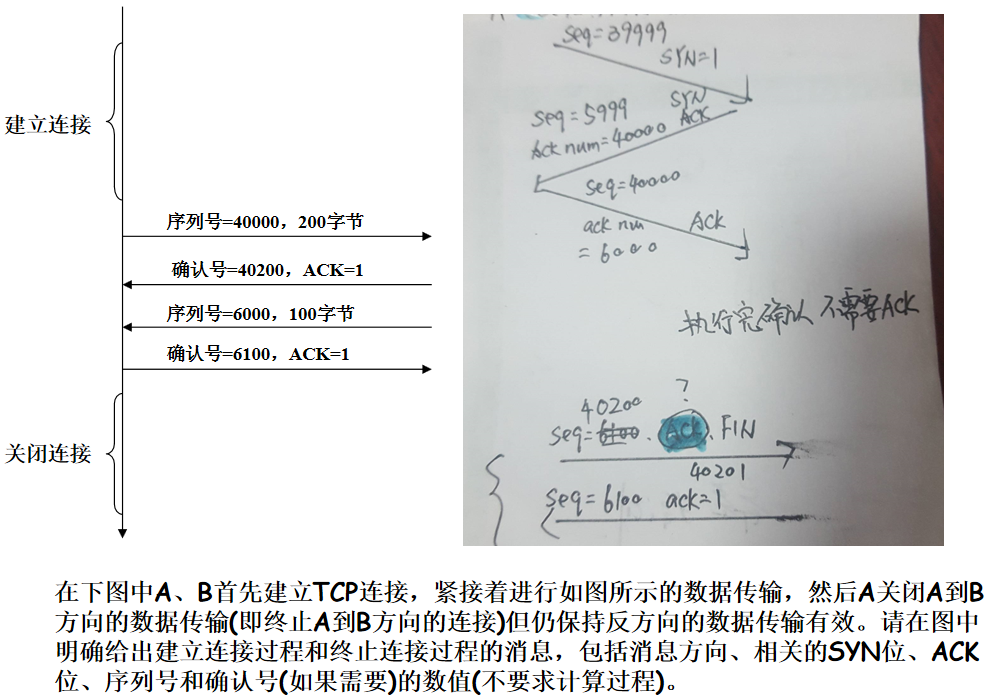 建立连接
序列号=40000，200字节
确认号=40200，ACK=1
序列号=6000，100字节
确认号=6100，ACK=1
关闭连接
seq=39999
SYN=1
SYN
seq=5999
ACK
Ack num=40000
seq=40000
ack num
ACK
=6000
执行完确认 不需要ACK
?
40200
seq=6100、ACK、FIN
40201
seq=6100 ack=1
在下图中A、B首先建立TCP连接，紧接着进行如图所示的数据传输，然后A关闭A到B
方向的数据传输(即终止A到B方向的连接)但仍保持反方向的数据传输有效。请在图中
明确给出建立连接过程和终止连接过程的消息，包括消息方向、相关的SYN位、ACK
位、序列号和确认号(如果需要)的数值(不要求计算过程)。